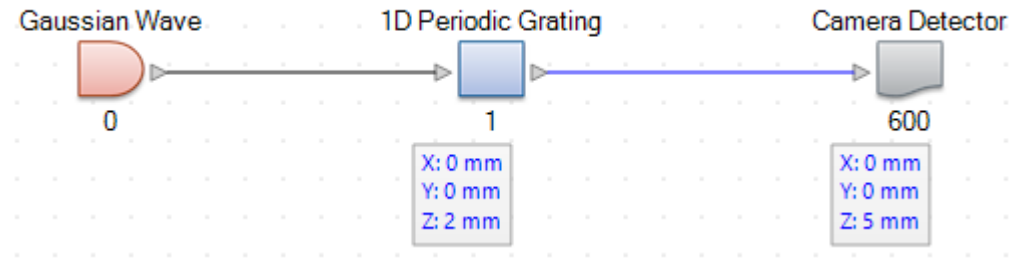 Gaussian Wave
1D Periodic Grating
Camera Detector
0
1
600
X: 0 mm
Y: 0 mm
Z: 2 mm
X: 0 mm
Y: 0 mm
Z: 5 mm